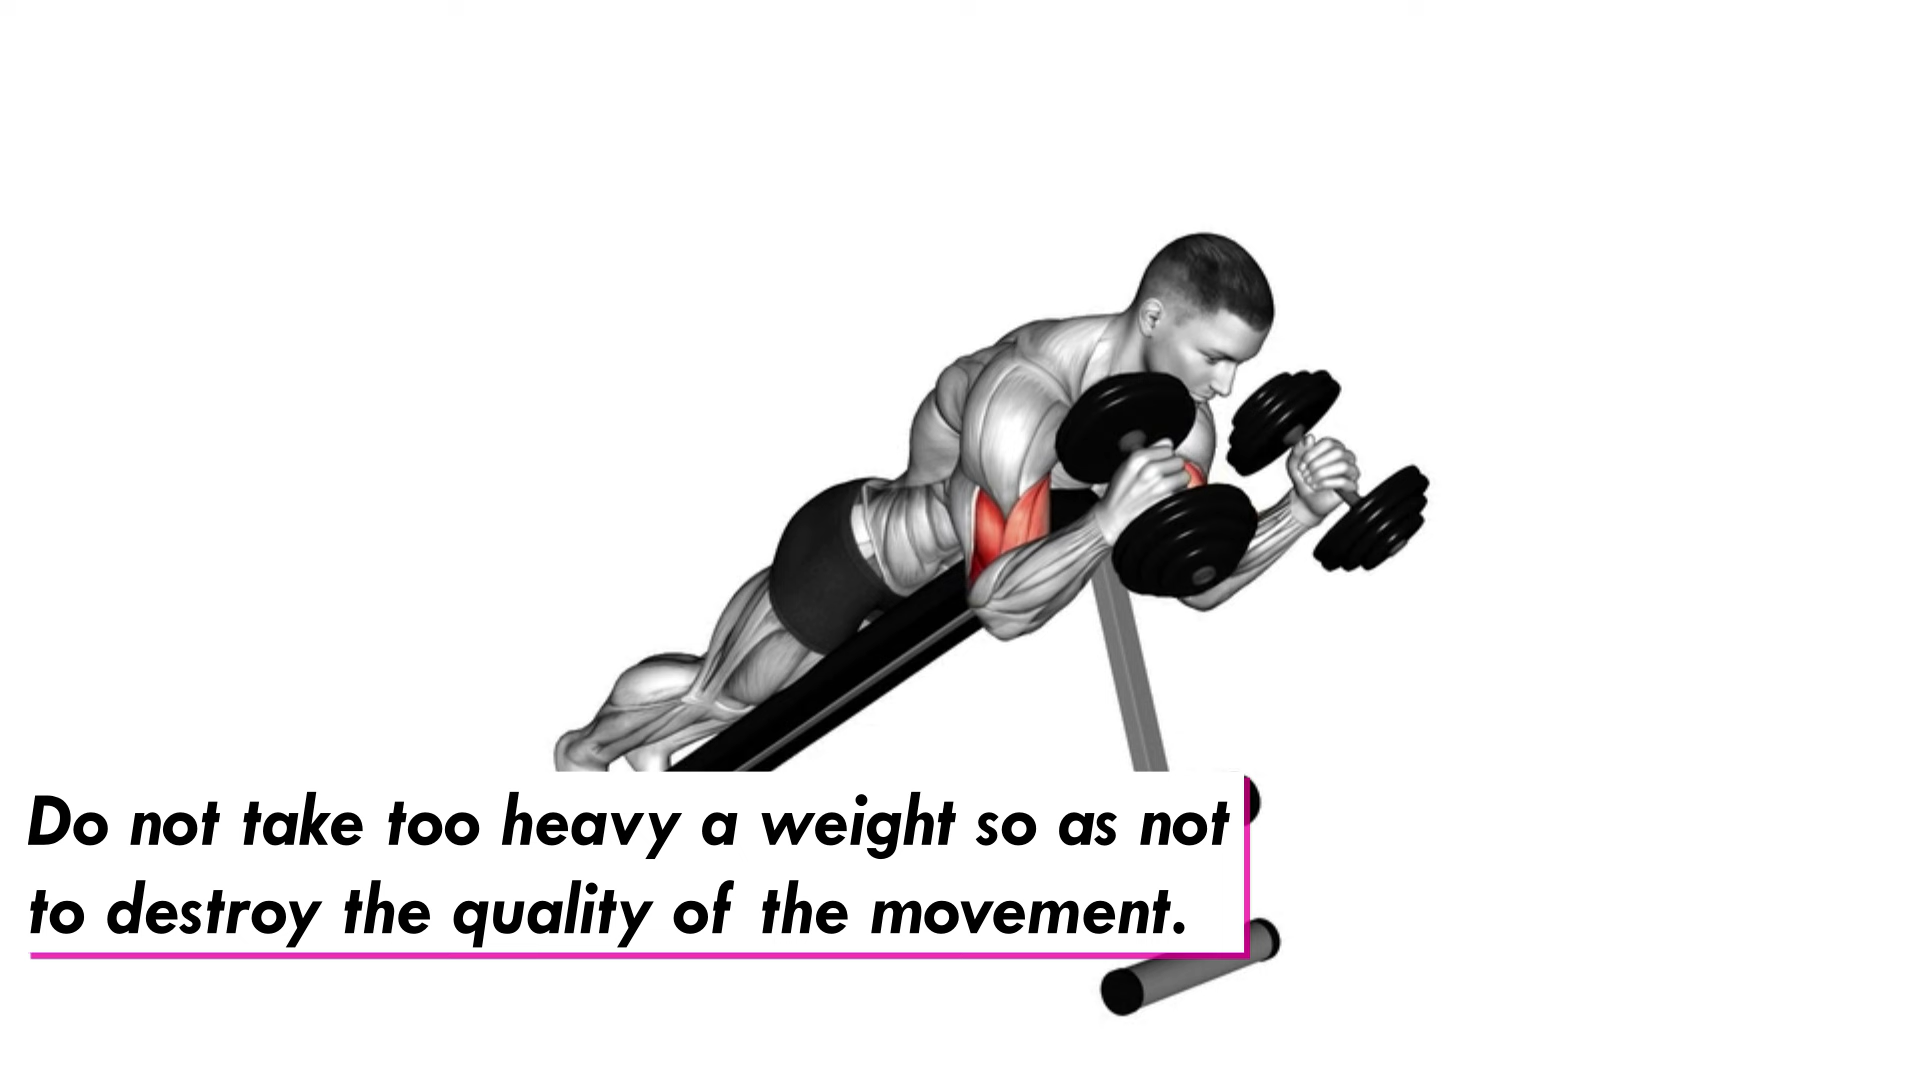 Do not take too heavy a weight so as not
to destroy the quality of the movement.